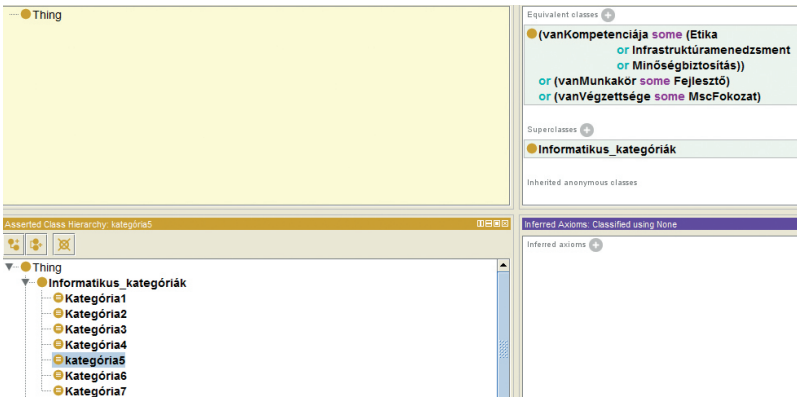 Thing
Equivalent classes
(vanKompetenciája some (Etika
or Infrastruktúramenedzsment
or Minőségbiztosítás))
or (vanMunkakör some Fejlesztő)
or (vanVégzettsége some MscFokozat)
Superclasses
Informatikus_kategóriák
Inherited anonymous classes
Asserted Class Hierarchy: kategória5
Thing
Informatikus_kategóriák
Kategória1
Kategória2
Kategória3
Kategória4
kategória5
Kategória6
Kategória7
Inferred Axioms: Classified using None
Inferred axioms